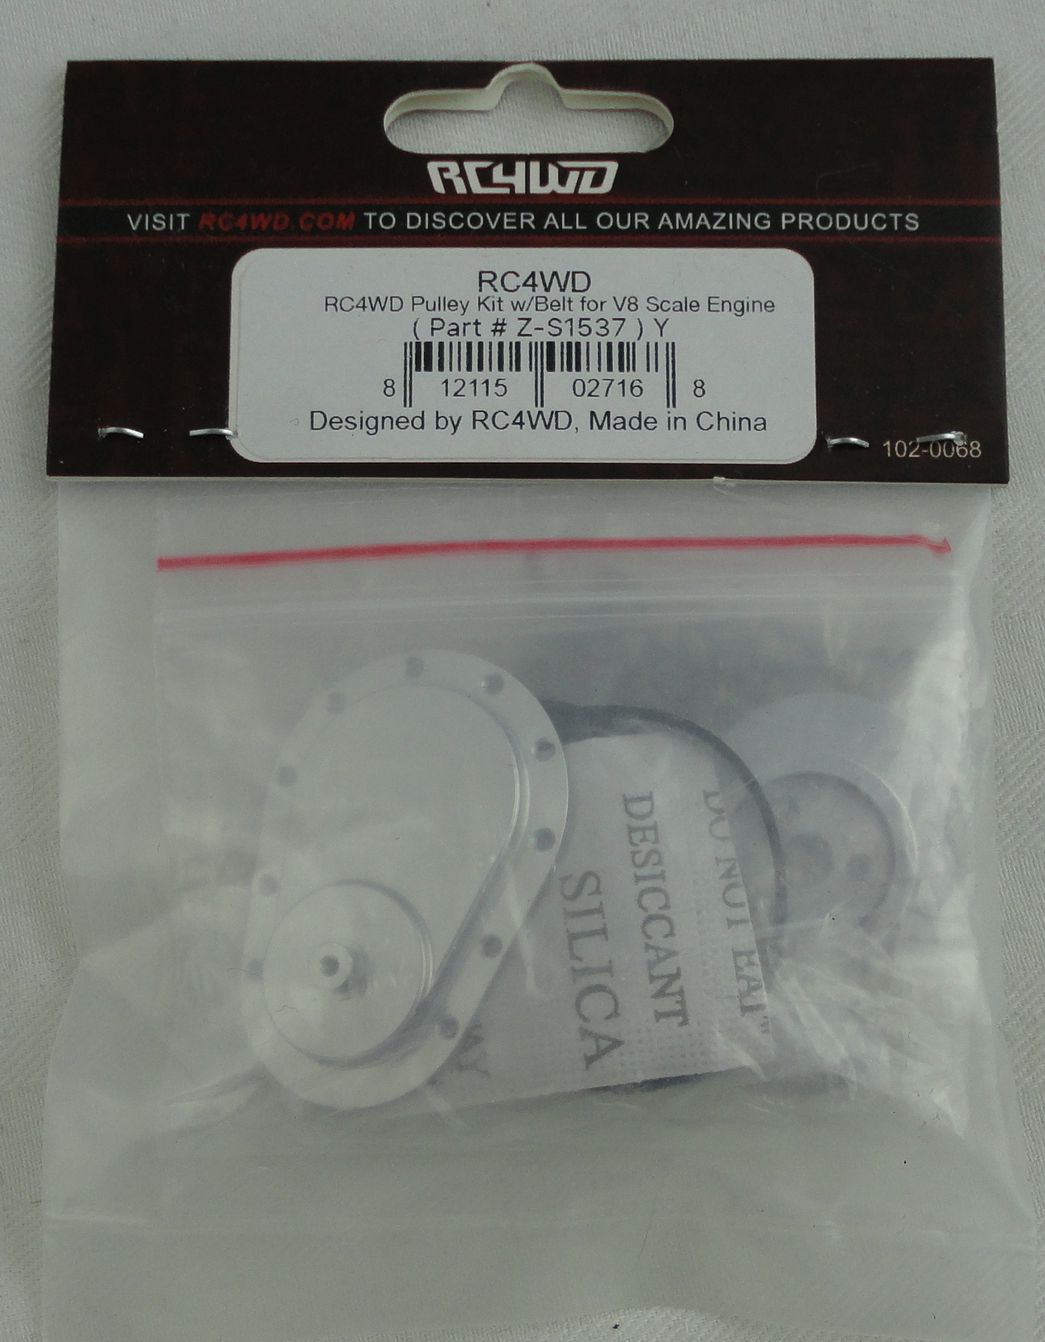 RC4WD
VISIT RC4WD.COM TO DISCOVER ALL OUR AMAZING PRODUCTS
RC4WD
RC4WD Pulley Kit w/Belt for V8 Scale Engine
( Part # Z-S1537 ) Y
8 12115 02716 8
Designed by RC4WD, Made in China
102-0068
DO NOT EAT
DESICCANT
SILICA